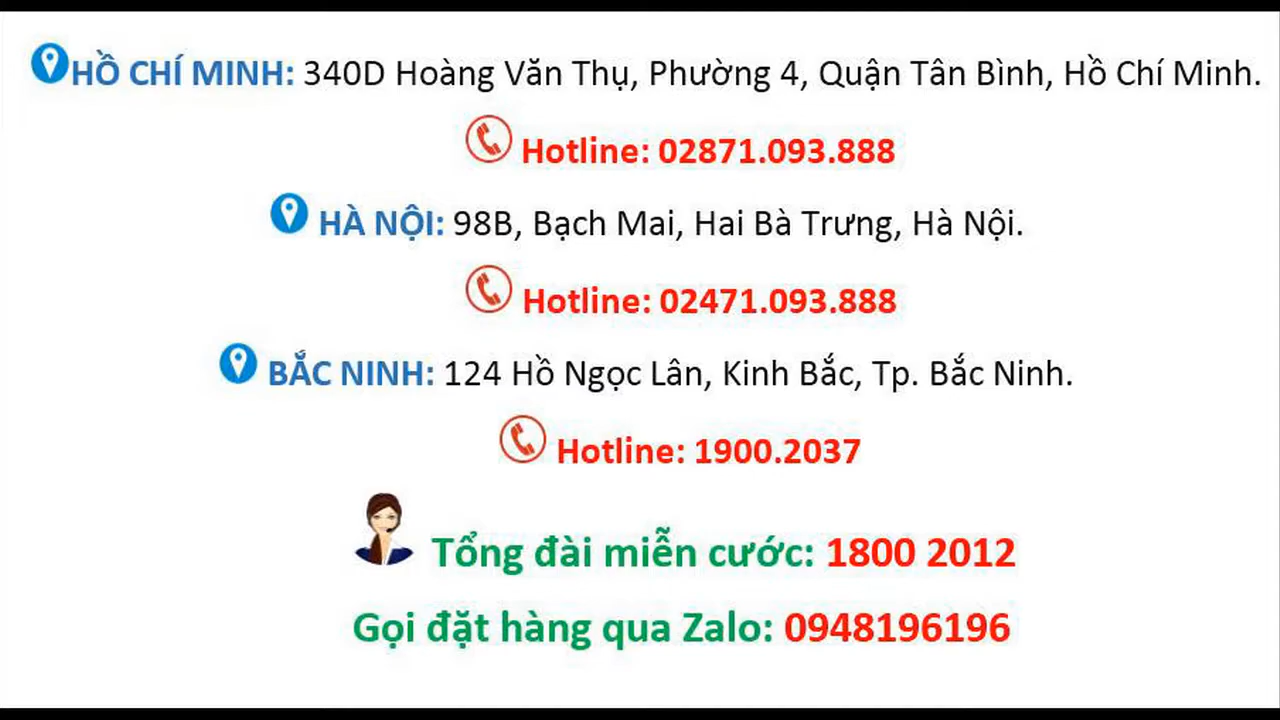 HỒ CHÍ MINH: 340D Hoàng Văn Thụ, Phường 4, Quận Tân Bình, Hồ Chí Minh.
Hotline: 02871.093.888
HÀ NỘI: 98B, Bạch Mai, Hai Bà Trưng, Hà Nội.
Hotline: 02471.093.888
BẮC NINH: 124 Hồ Ngọc Lân, Kinh Bắc, Tp. Bắc Ninh.
Hotline: 1900.2037
Tổng đài miễn cước: 1800 2012
Gọi đặt hàng qua Zalo: 0948196196